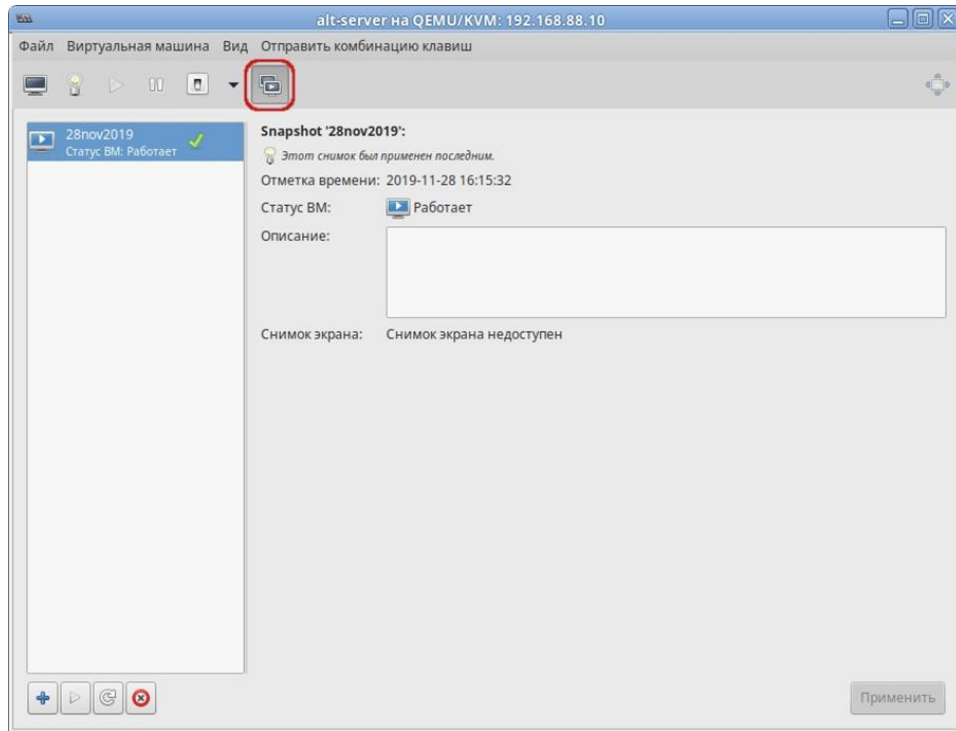 alt-server на QEMU/KVM: 192.168.88.10
Файл Виртуальная машина Вид Отправить комбинацию клавиш
28nov2019
Статус ВМ: Работает
Snapshot '28nov2019':
Этот снимок был применен последним.
Отметка времени: 2019-11-28 16:15:32
Статус ВМ: Работает
Описание:
Снимок экрана: Снимок экрана недоступен
Применить